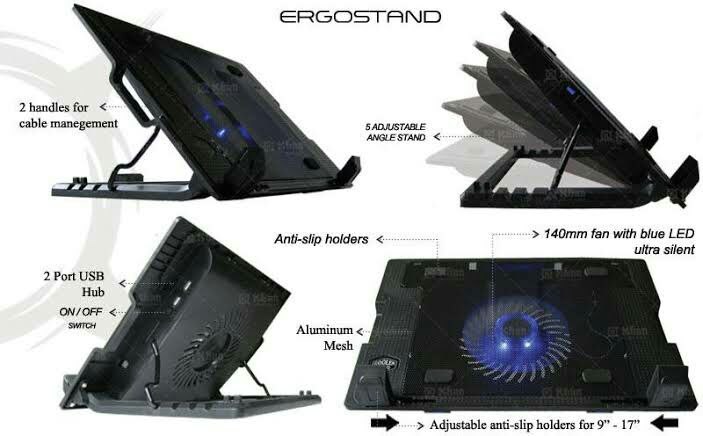 ERGOSTAND
2 handles for
cable manegement
5 ADJUSTABLE
ANGLE STAND
2 Port USB
Hub
ON / OFF
SWITCH
Anti-slip holders
140mm fan with blue LED
ultra silent
Aluminum
Mesh
Adjustable anti-slip holders for 9” - 17”